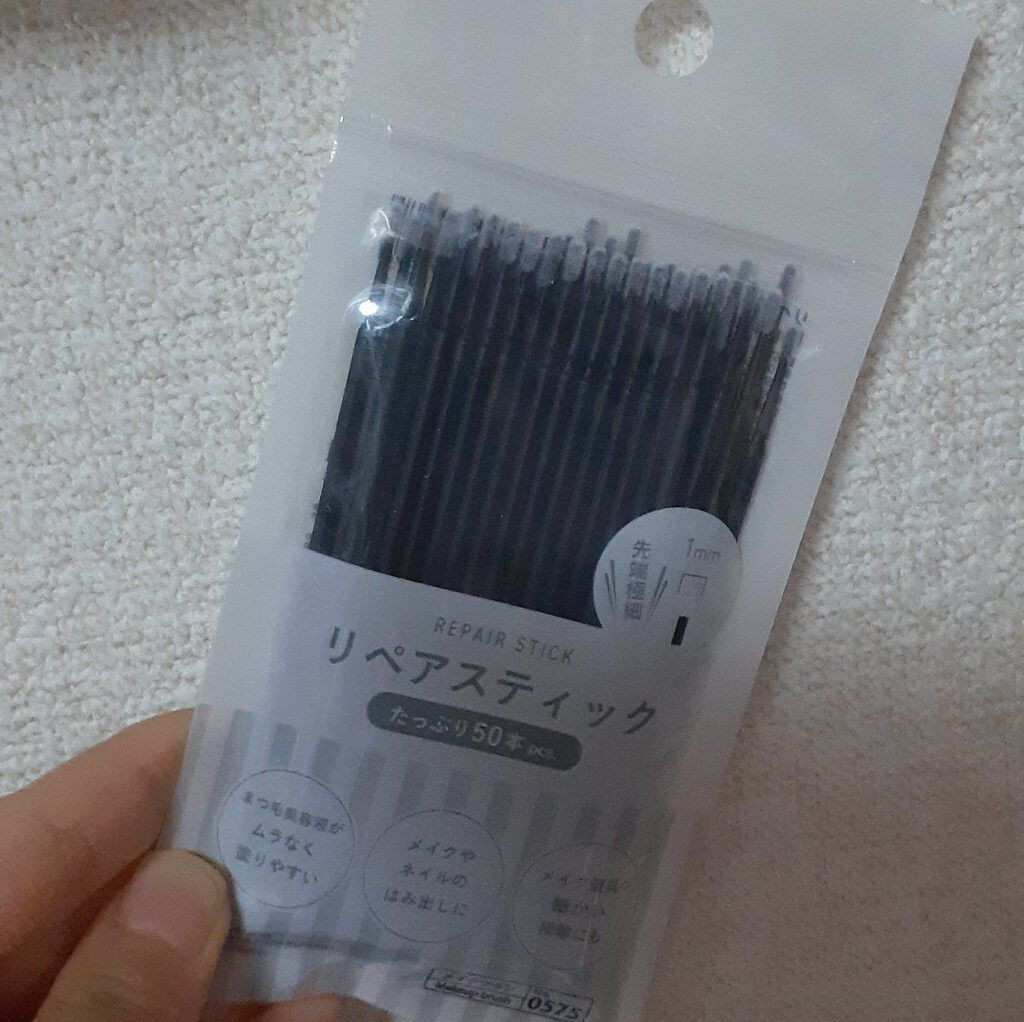 先端極細
1mm
REPAIR STICK
リペアスティック
たっぷり50本 pcs.
まつ毛美容液が
ムラなく
塗りやすい
メイクや
ネイルの
はみ出しに
メイク道具の
細かい
掃除にも
Makeup brush
0575